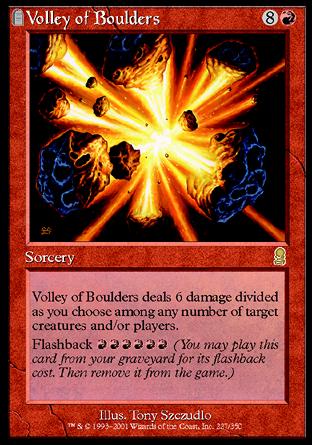 Volley of Boulders 8
Sorcery
Volley of Boulders deals 6 damage divided
as you choose among any number of target
creatures and/or players.
Flashback (You may play this
card from your graveyard for its flashback
cost. Then remove it from the game.)
Illus. Tony Szczudlo
™ & © 1993–2001 Wizards of the Coast, Inc. 227/350